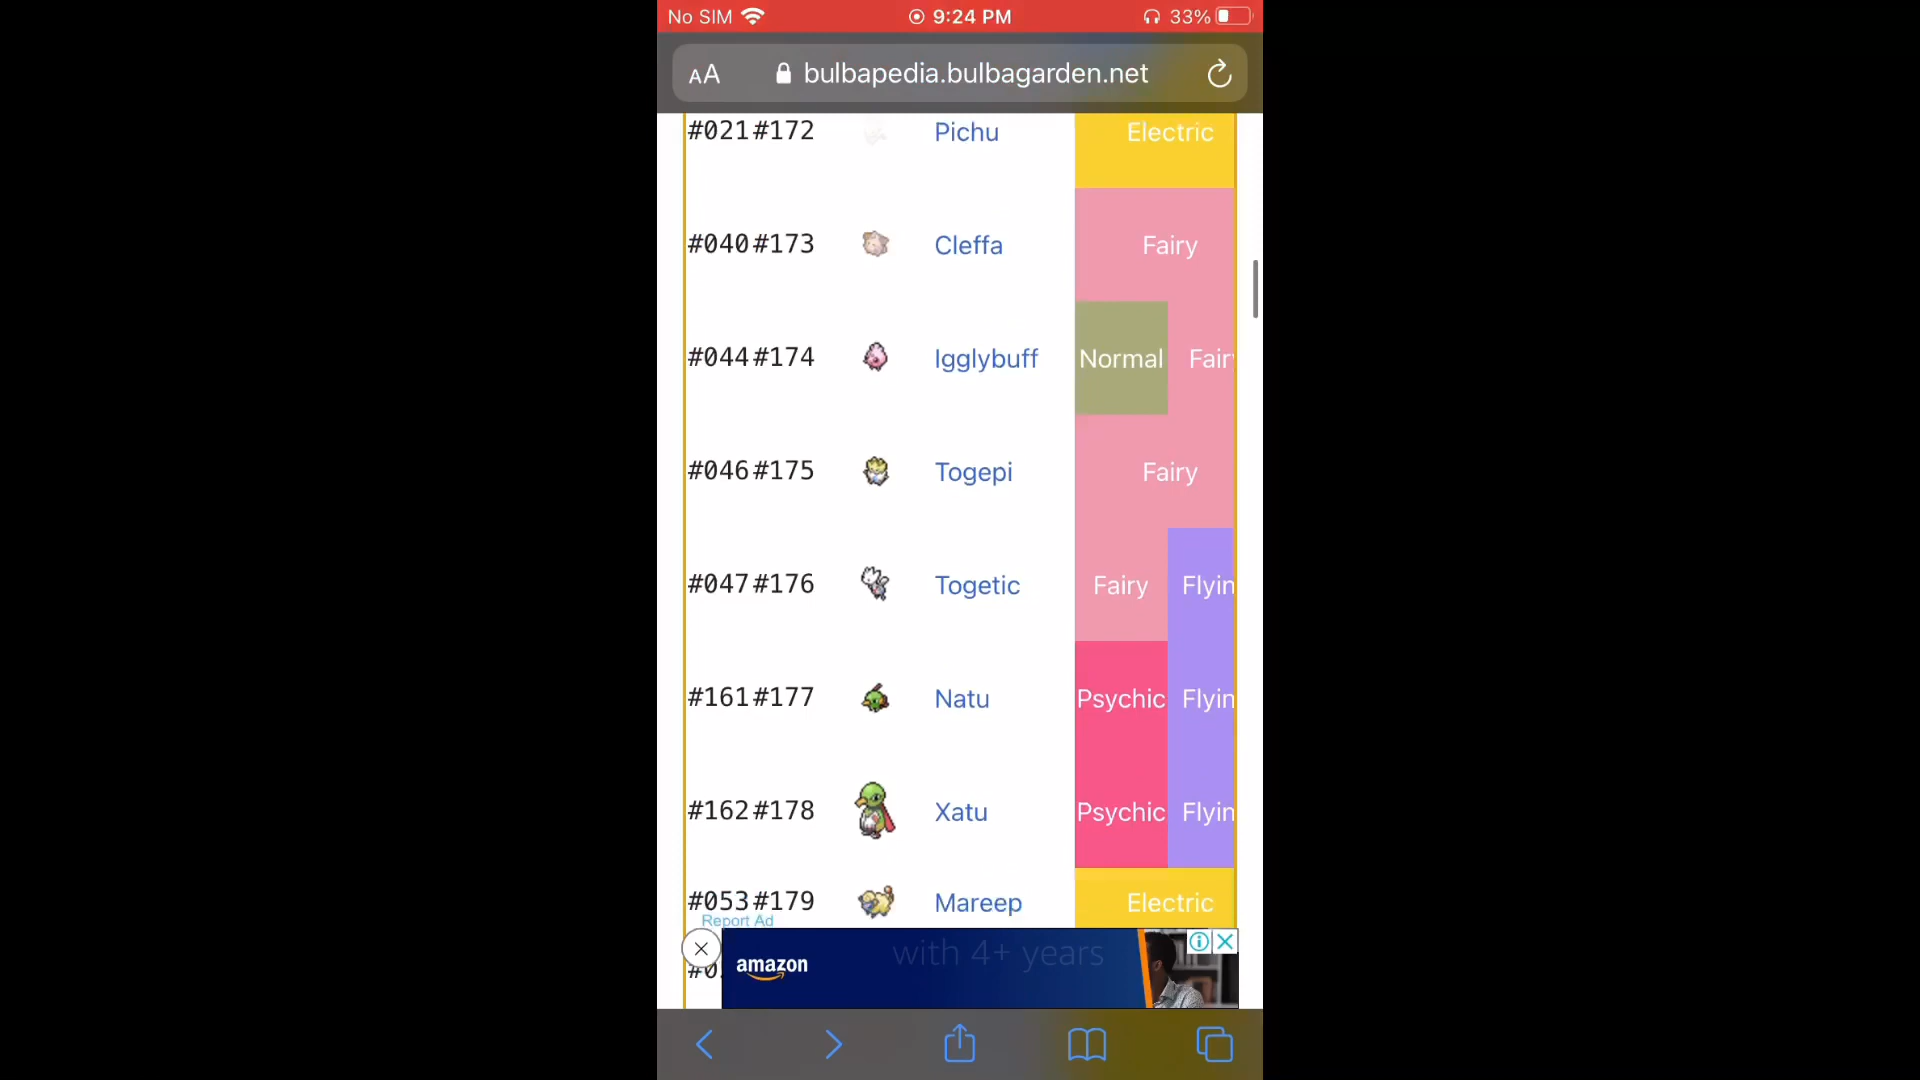 No SIM 9:24 PM 33%
AA bulbapedia.bulbagarden.net
#021 #172 Pichu Electric
#040 #173 Cleffa Fairy
#044 #174 Igglybuff Normal Fair
#046 #175 Togepi Fairy
#047 #176 Togetic Fairy Flyin
#161 #177 Natu Psychic Flyin
#162 #178 Xatu Psychic Flyin
#053 #179 Mareep Electric
Report Ad
with 4+ years
amazon
#0